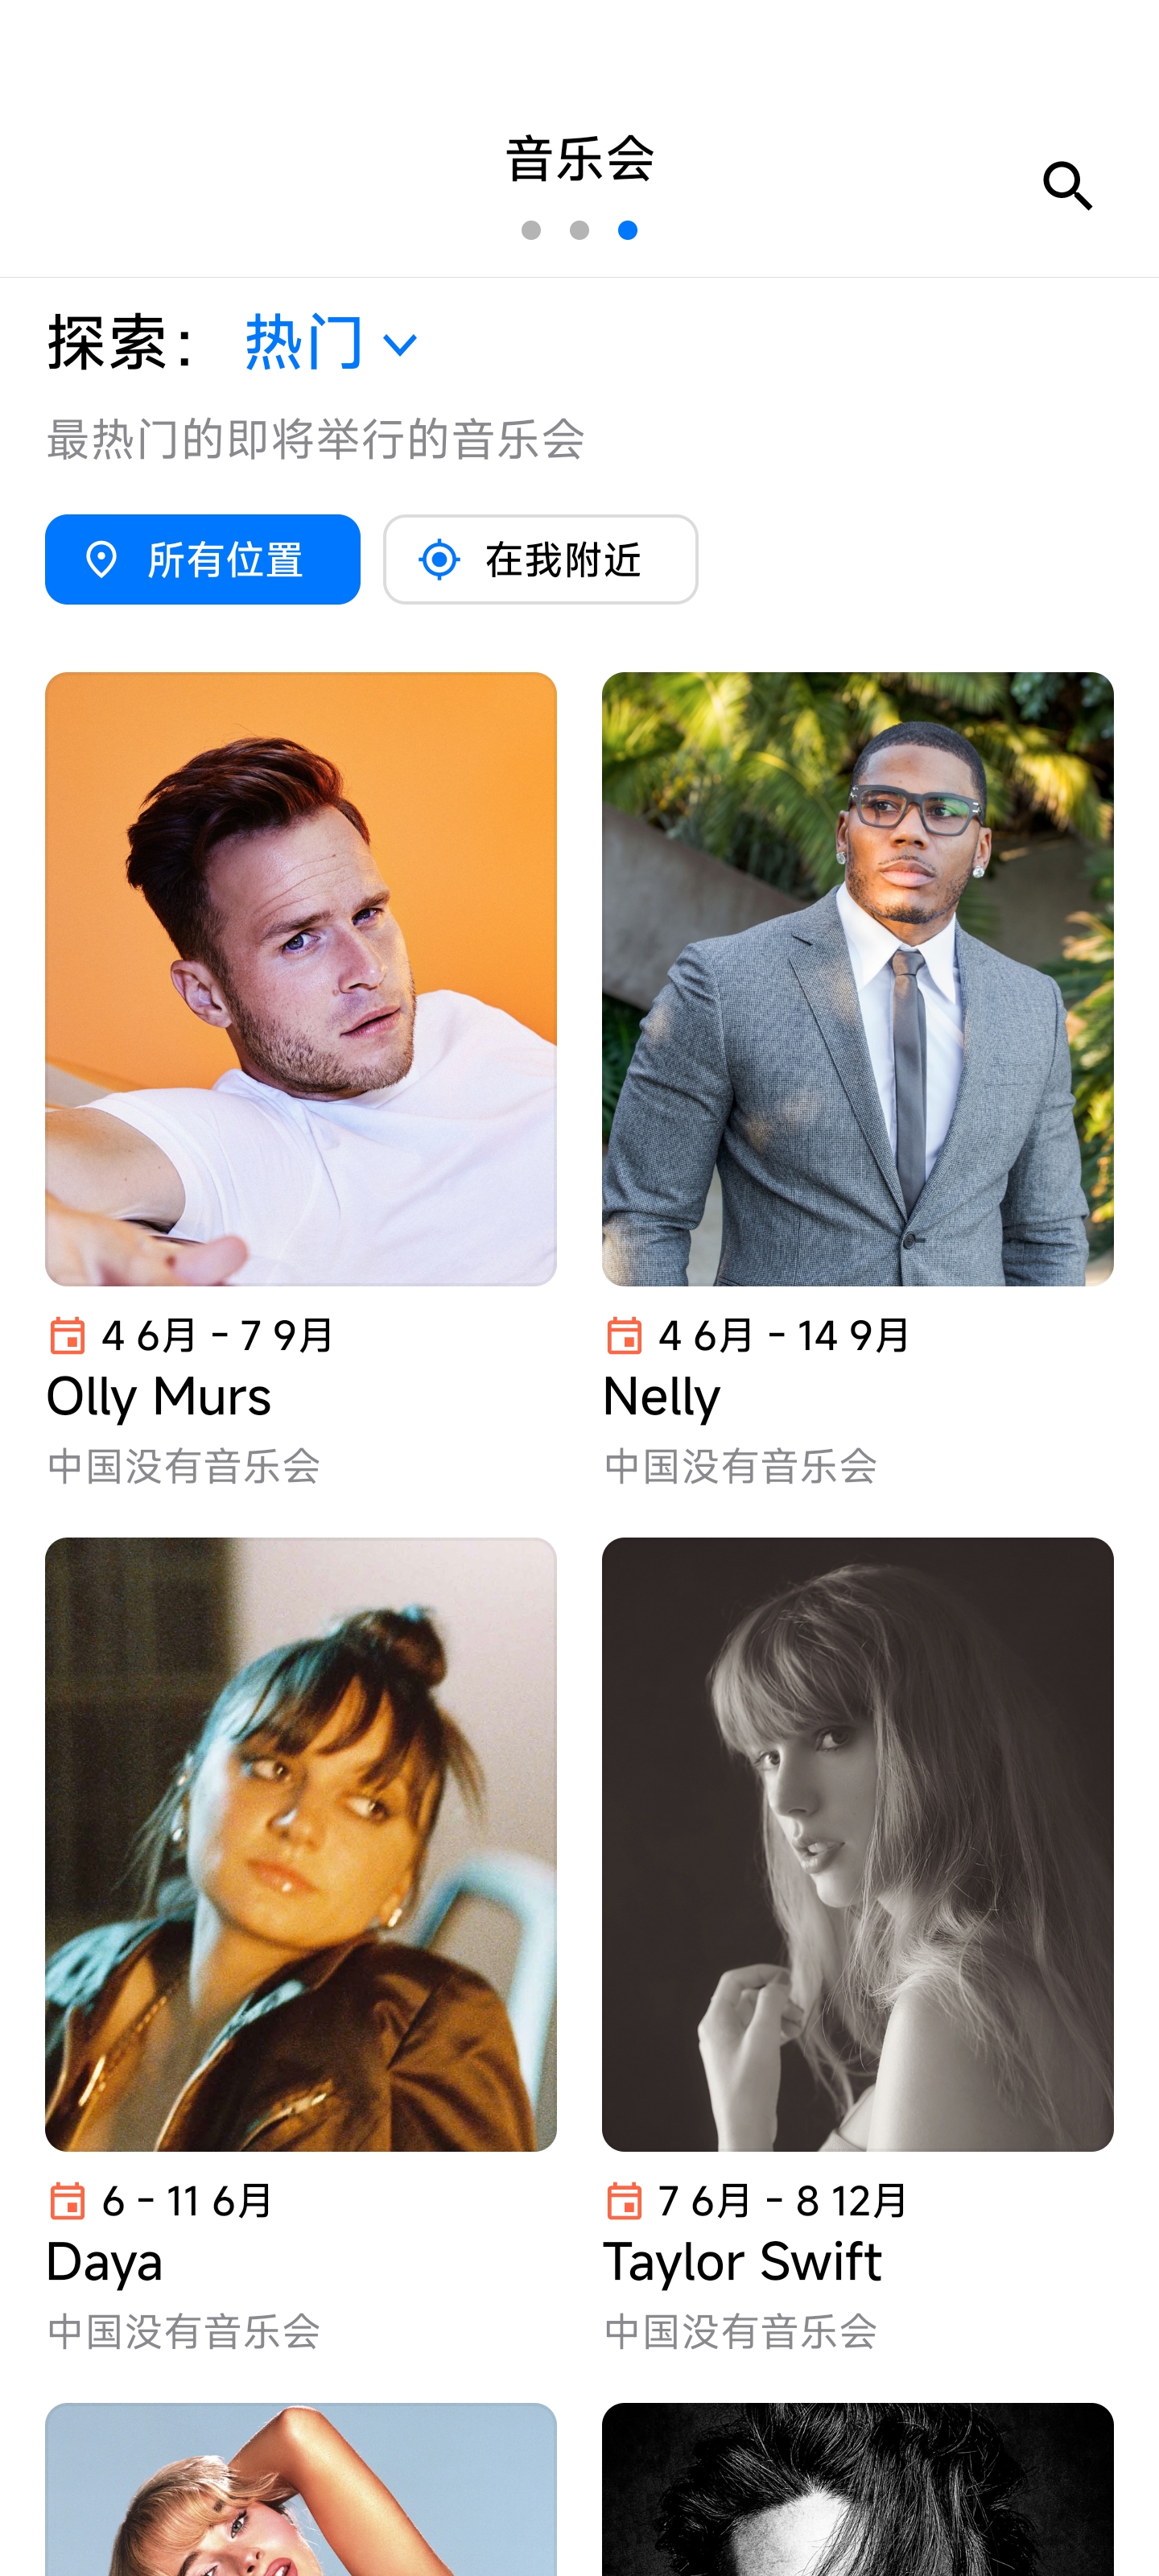 音乐会
探索： 热门
最热门的即将举行的音乐会
所有位置 在我附近
4 6月 - 7 9月
Olly Murs
中国没有音乐会
4 6月 - 14 9月
Nelly
中国没有音乐会
6 - 11 6月
Daya
中国没有音乐会
7 6月 - 8 12月
Taylor Swift
中国没有音乐会